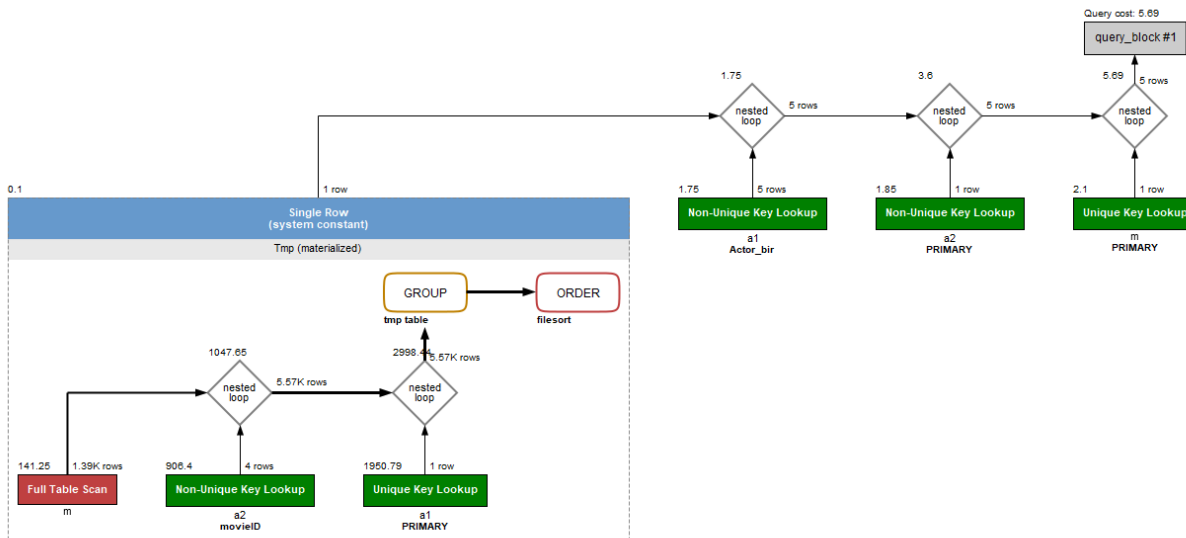 Query cost: 5.69
query_block #1
1.75
3.6
5.69
5 rows
nested
loop
5 rows
nested
loop
5 rows
nested
loop
0.1
1 row
1.75
5 rows
1.85
1 row
2.1
1 row
Single Row
(system constant)
Non-Unique Key Lookup
Non-Unique Key Lookup
Unique Key Lookup
a1
Actor_bir
a2
PRIMARY
m
PRIMARY
Tmp (materialized)
GROUP
ORDER
tmp table
filesort
1047.65
2998.44
5.57K rows
nested
loop
5.57K rows
nested
loop
141.25
1.39K rows
906.4
4 rows
1950.79
1 row
Full Table Scan
Non-Unique Key Lookup
Unique Key Lookup
m
a2
movieID
a1
PRIMARY